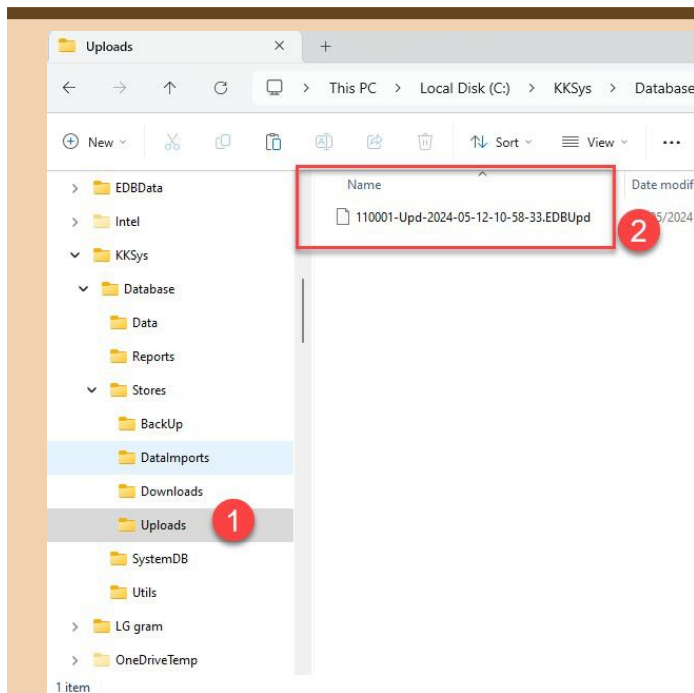 Uploads
This PC > Local Disk (C:) > KKSys > Database
New Sort View ...
EDBData
Intel
KKSys
Database
Data
Reports
Stores
BackUp
DataImports
Downloads
Uploads
SystemDB
Utils
LG gram
OneDriveTemp
1 item
1
Name Date modif
110001-Upd-2024-05-12-10-58-33.EDBUpd 05/2024
2